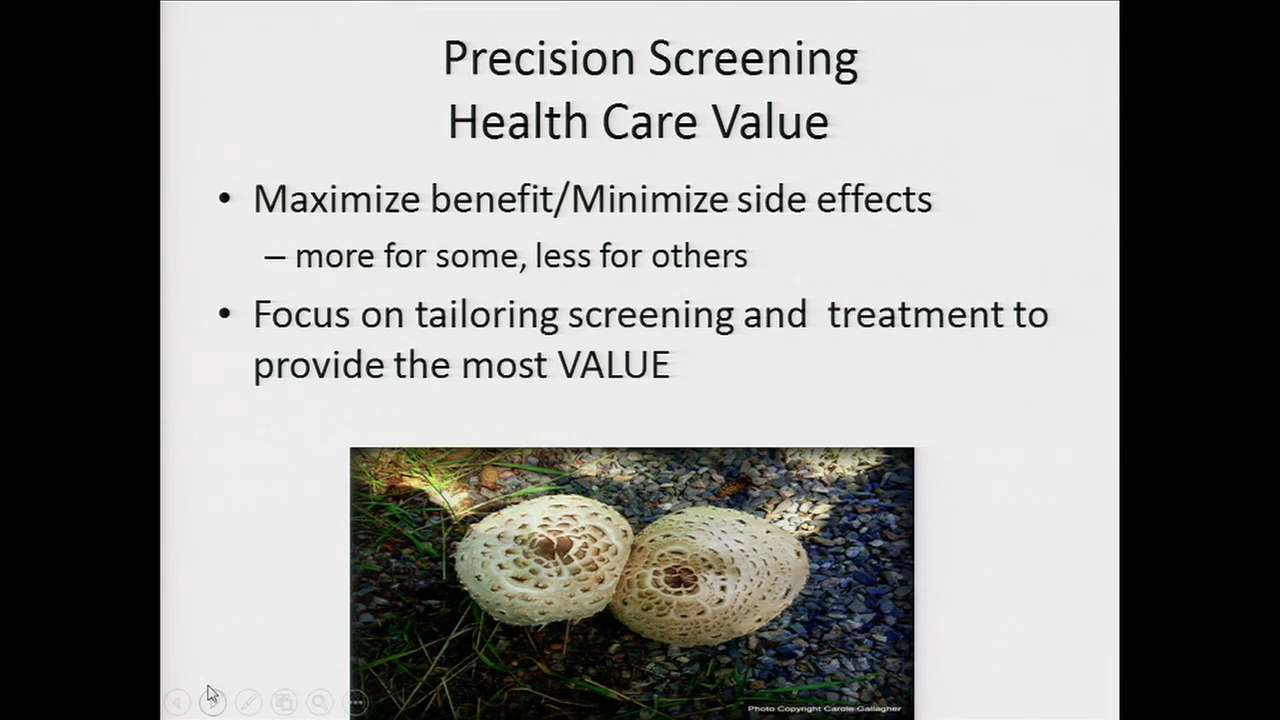 Precision Screening
Health Care Value
• Maximize benefit/Minimize side effects
– more for some, less for others
• Focus on tailoring screening and  treatment to
provide the most VALUE
Photo Copyright Carole Gallagher